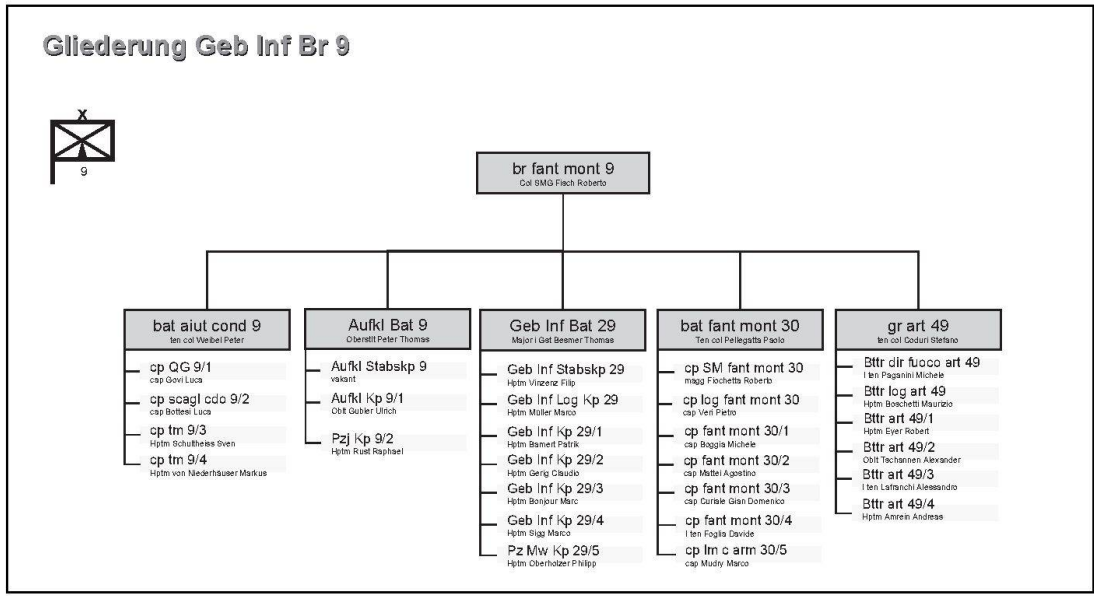 Gliederung Geb Inf Br 9
X
9
br fant mont 9
Col SMG Fisch Roberto
bat aiut cond 9
ten col Weibel Peter
cp QG 9/1
cap Govi Luca
cp scagl cdo 9/2
cap Bottesi Luca
cp tm 9/3
Hptm Schultheiss Sven
cp tm 9/4
Hptm von Niederhäuser Markus
Aufkl Bat 9
Oberstlt Peter Thomas
Aufkl Stabskp 9
vakant
Aufkl Kp 9/1
Oblt Gubler Ulrich
Pzj Kp 9/2
Hptm Rust Raphael
Geb Inf Bat 29
Major i Gst Besmer Thomas
Geb Inf Stabskp 29
Hptm Vinzenz Filip
Geb Inf Log Kp 29
Hptm Müller Marco
Geb Inf Kp 29/1
Hptm Bamert Patrik
Geb Inf Kp 29/2
Hptm Gerig Claudio
Geb Inf Kp 29/3
Hptm Bonjour Marc
Geb Inf Kp 29/4
Hptm Sigg Marco
Pz Mw Kp 29/5
Hptm Oberholzer Philipp
bat fant mont 30
Ten col Pellegatta Paolo
cp SM fant mont 30
magg Fiochetta Roberto
cp log fant mont 30
cap Veri Pietro
cp fant mont 30/1
cap Boggia Michele
cp fant mont 30/2
cap Mattei Agostino
cp fant mont 30/3
cap Curiale Gian Domenico
cp fant mont 30/4
I ten Foglia Davide
cp lm c arm 30/5
cap Mudry Marco
gr art 49
ten col Coduri Stefano
Bttr dir fuoco art 49
I ten Paganini Michele
Bttr log art 49
Hptm Boschetti Maurizio
Bttr art 49/1
Hptm Eyer Robert
Bttr art 49/2
Oblt Tschannen Alexander
Bttr art 49/3
I ten Lafranchi Alessandro
Bttr art 49/4
Hptm Amrein Andreas